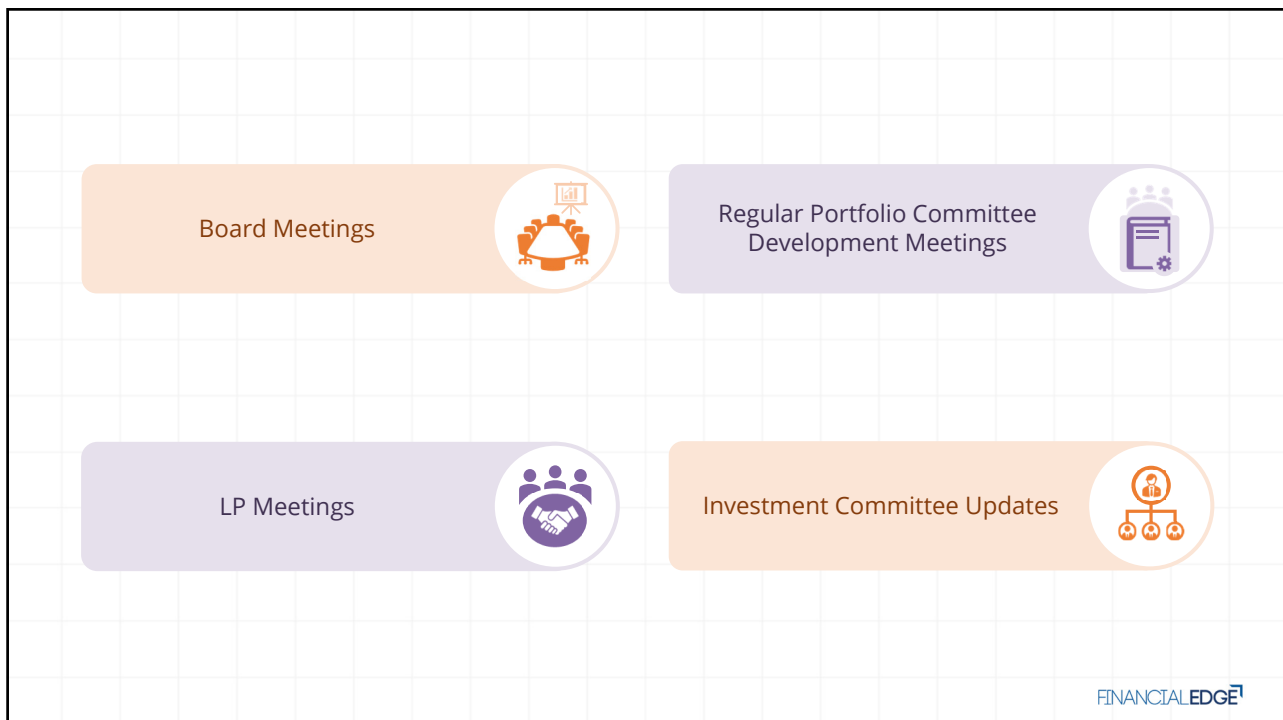 Board Meetings
Regular Portfolio Committee
Development Meetings
LP Meetings
Investment Committee Updates
FINANCIALEDGE